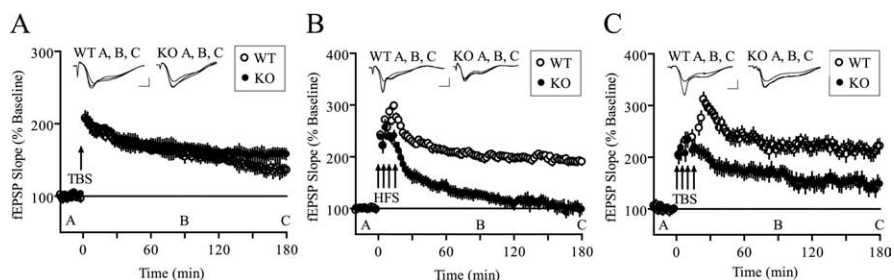 A
fEPSP Slope (% Baseline)
300
200
100
WT A, B, C
KO A, B, C
WT
KO
TBS
A
B
C
0
60
120
180
Time (min)
B
fEPSP Slope (% Baseline)
400
300
200
100
WT A, B, C
KO A, B, C
WT
KO
HFS
A
B
C
0
60
120
180
Time (min)
C
fEPSP Slope (% Baseline)
400
300
200
100
WT A, B, C
KO A, B, C
WT
KO
TBS
A
B
C
0
60
120
180
Time (min)